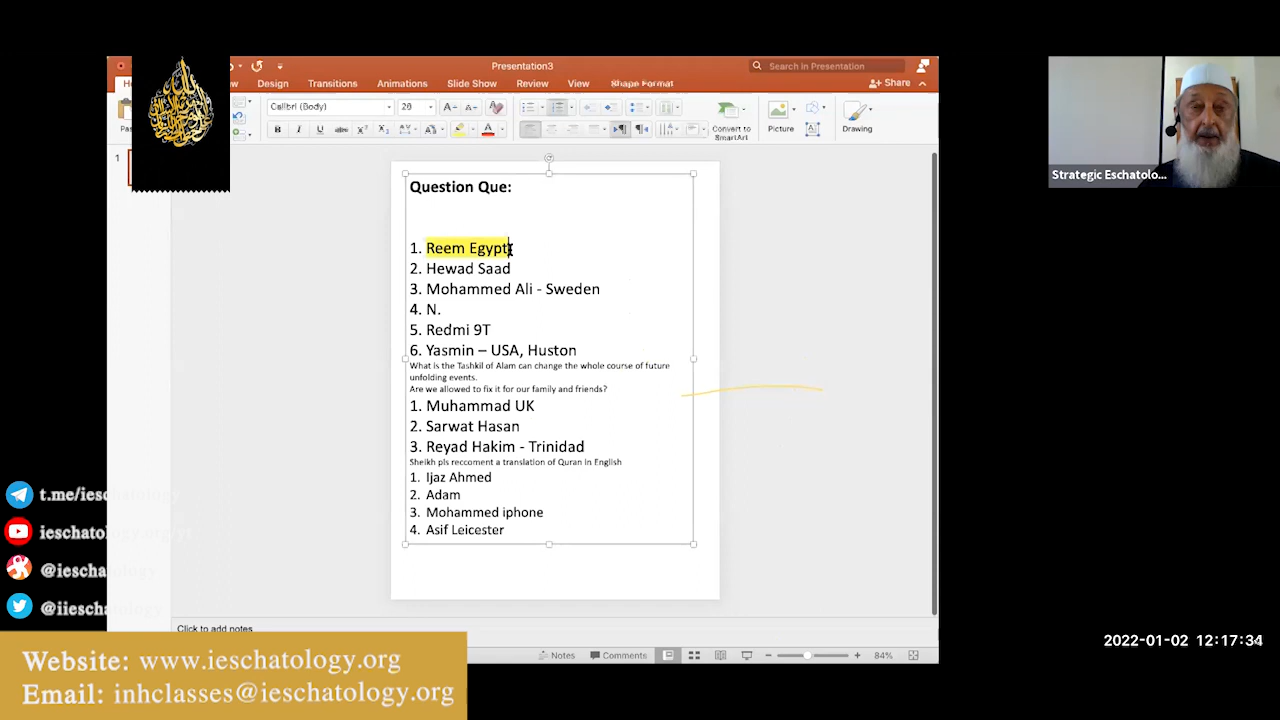 Presentation3
Search in Presentation
Design
Transitions
Animations
Slide Show
Review
View
Shape Format
Share
Calibri (Body)
20
Convert to
SmartArt
Picture
Drawing
1
Question Que:
1. Reem Egypt
2. Hewad Saad
3. Mohammed Ali - Sweden
4. N.
5. Redmi 9T
6. Yasmin – USA, Huston
What is the Tashkil of Alam can change the whole course of future
unfolding events.
Are we allowed to fix it for our family and friends?
1. Muhammad UK
2. Sarwat Hasan
3. Reyad Hakim - Trinidad
Sheikh pls reccoment a translation of Quran in English
1. Ijaz Ahmed
2. Adam
3. Mohammed iphone
4. Asif Leicester
Strategic Eschatolo...
t.me/ieschatology
ieschatology
@ieschatology
@iieschatology
Click to add notes
Notes
Comments
84%
Website: www.ieschatology.org
Email: inhclasses@ieschatology.org
2022-01-02 12:17:34